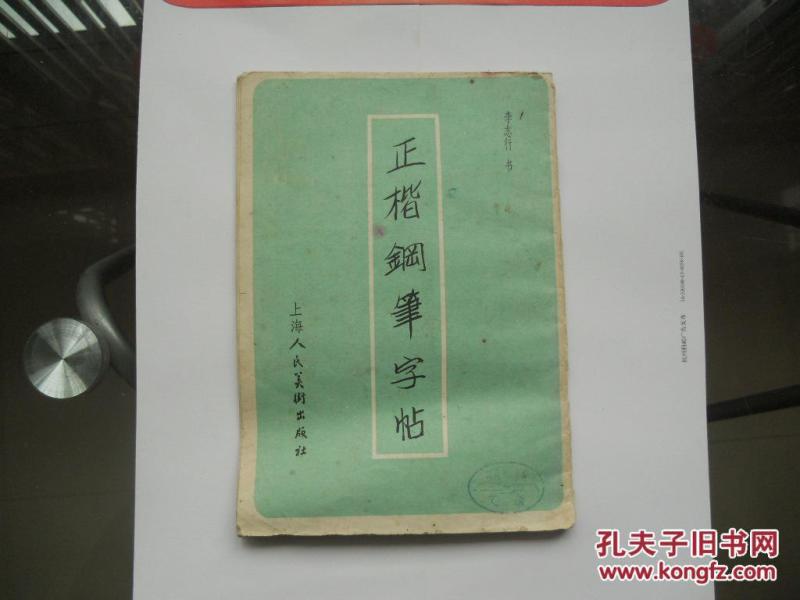 李志行 书
正楷鋼筆字帖
上海人民美術出版社
孔夫子旧书网
www.kongfz.com